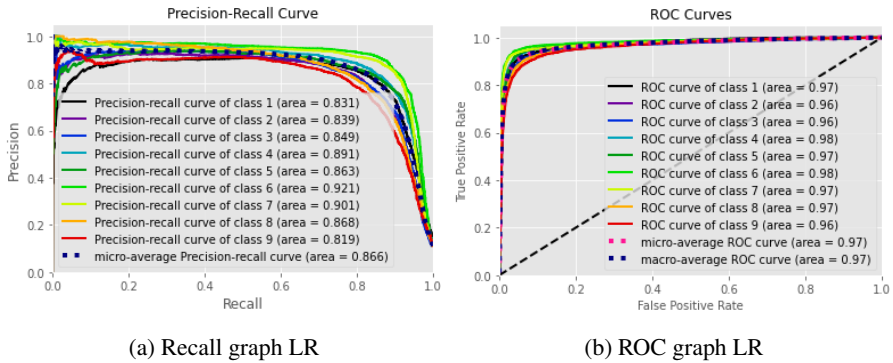 Precision-Recall Curve
1.0
0.8
0.6
0.4
0.2
0.0
Precision
Precision-recall curve of class 1 (area = 0.831)
Precision-recall curve of class 2 (area = 0.839)
Precision-recall curve of class 3 (area = 0.849)
Precision-recall curve of class 4 (area = 0.891)
Precision-recall curve of class 5 (area = 0.863)
Precision-recall curve of class 6 (area = 0.921)
Precision-recall curve of class 7 (area = 0.901)
Precision-recall curve of class 8 (area = 0.868)
Precision-recall curve of class 9 (area = 0.819)
micro-average Precision-recall curve (area = 0.866)
0.0 0.2 0.4 0.6 0.8 1.0
Recall
(a) Recall graph LR
ROC Curves
1.0
0.8
0.6
0.4
0.2
0.0
True Positive Rate
ROC curve of class 1 (area = 0.97)
ROC curve of class 2 (area = 0.96)
ROC curve of class 3 (area = 0.96)
ROC curve of class 4 (area = 0.98)
ROC curve of class 5 (area = 0.97)
ROC curve of class 6 (area = 0.98)
ROC curve of class 7 (area = 0.97)
ROC curve of class 8 (area = 0.97)
ROC curve of class 9 (area = 0.96)
micro-average ROC curve (area = 0.97)
macro-average ROC curve (area = 0.97)
0.0 0.2 0.4 0.6 0.8 1.0
False Positive Rate
(b) ROC graph LR